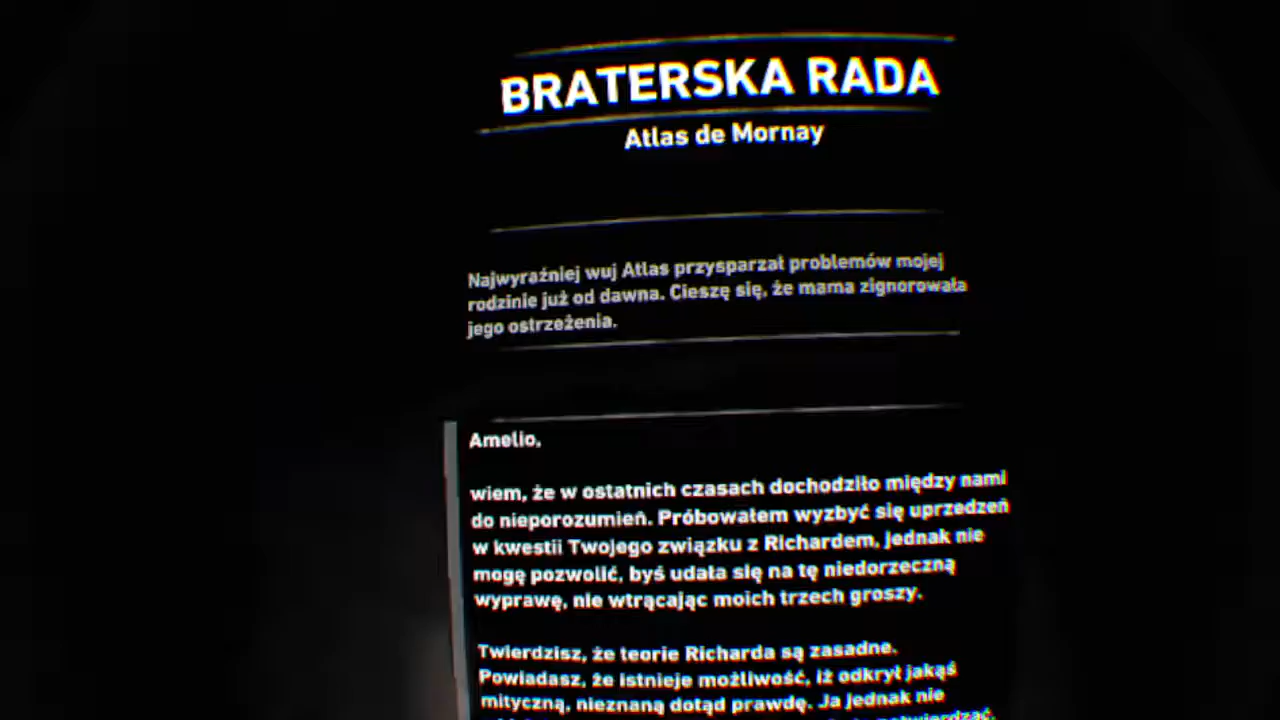 BRATERSKA RADA
Atlas de Mornay
Najwyraźniej wuj Atlas przysparzał problemów mojej
rodzinie już od dawna. Cieszę się, że mama zignorowała
jego ostrzeżenia.
Amelio,
wiem, że w ostatnich czasach dochodziło między nami
do nieporozumień. Próbowałem wyzbyć się uprzedzeń
w kwestii Twojego związku z Richardem, jednak nie
mogę pozwolić, byś udała się na tę niedorzeczną
wyprawę, nie wtrącając moich trzech groszy.
Twierdzisz, że teorie Richarda są zasadne.
Powiadasz, że istnieje możliwość, iż odkrył jakąś
mityczną, nieznaną dotąd prawdę. Ja jednak nie